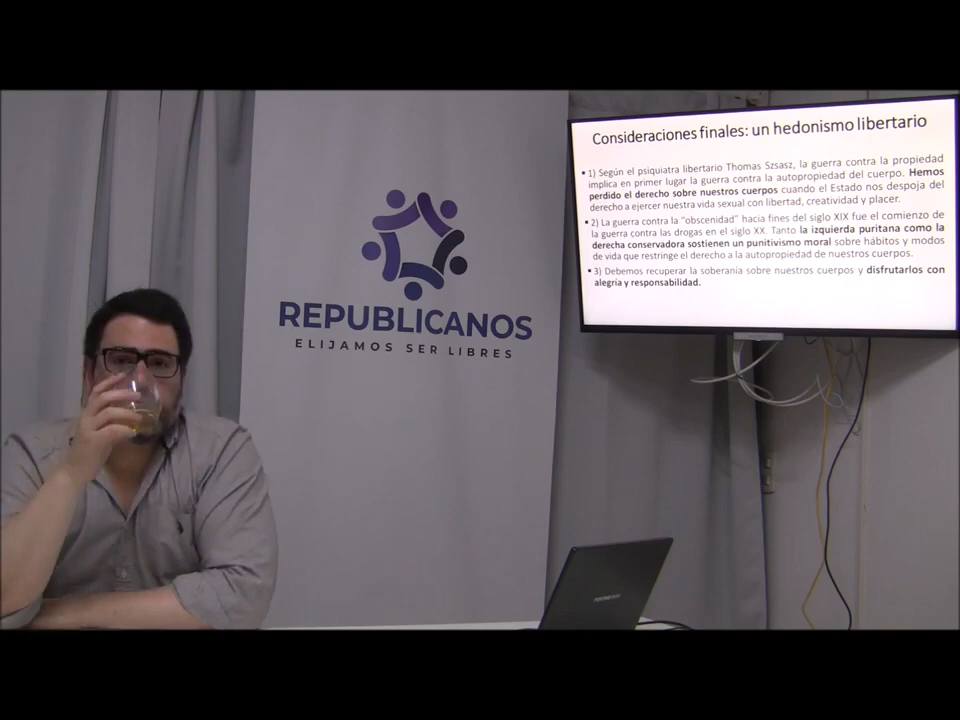 REPUBLICANOS
ELIJAMOS SER LIBRES
Consideraciones finales: un hedonismo libertario
▪ 1) Según el psiquiatra libertario Thomas Szsasz, la guerra contra la propiedad
implica en primer lugar la guerra contra la autopropiedad del cuerpo. Hemos
perdido el derecho sobre nuestros cuerpos cuando el Estado nos despoja del
derecho a ejercer nuestra vida sexual con libertad, creatividad y placer.
▪ 2) La guerra contra la "obscenidad" hacia fines del siglo XIX fue el comienzo de
la guerra contra las drogas en el siglo XX. Tanto la izquierda puritana como la
derecha conservadora sostienen un punitivismo moral sobre hábitos y modos
de vida que restringe el derecho a la autopropiedad de nuestros cuerpos.
▪ 3) Debemos recuperar la soberania sobre nuestros cuerpos y disfrutarlos con
alegria y responsabilidad.